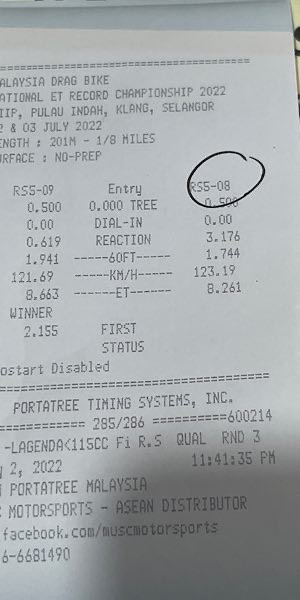 ALAYSIA DRAG BIKE
ATIONAL ET RECORD CHAMPIONSHIP 2022
IIP, PULAU INDAH, KLANG, SELANGOR
2 & 03 JULY 2022
ENGTH : 201M - 1/8 MILES
URFACE : NO-PREP
RS5-09 Entry RS5-08
0.500 0.000 TREE 0.500
0.00 DIAL-IN 0.00
0.619 REACTION 3.176
1.941 -----60FT----- 1.744
121.69 -----KM/H----- 123.19
8.663 ------ET------ 8.261
WINNER
2.155 FIRST
STATUS
ostart Disabled
PORTATREE TIMING SYSTEMS, INC.
============ 285/286 ==========600214
-LAGENDA<115CC Fi R.S QUAL RND 3
y 2, 2022 11:41:35 PM
PORTATREE MALAYSIA
MOTORSPORTS - ASEAN DISTRIBUTOR
facebook.com/muscmotorsports
6-6681490